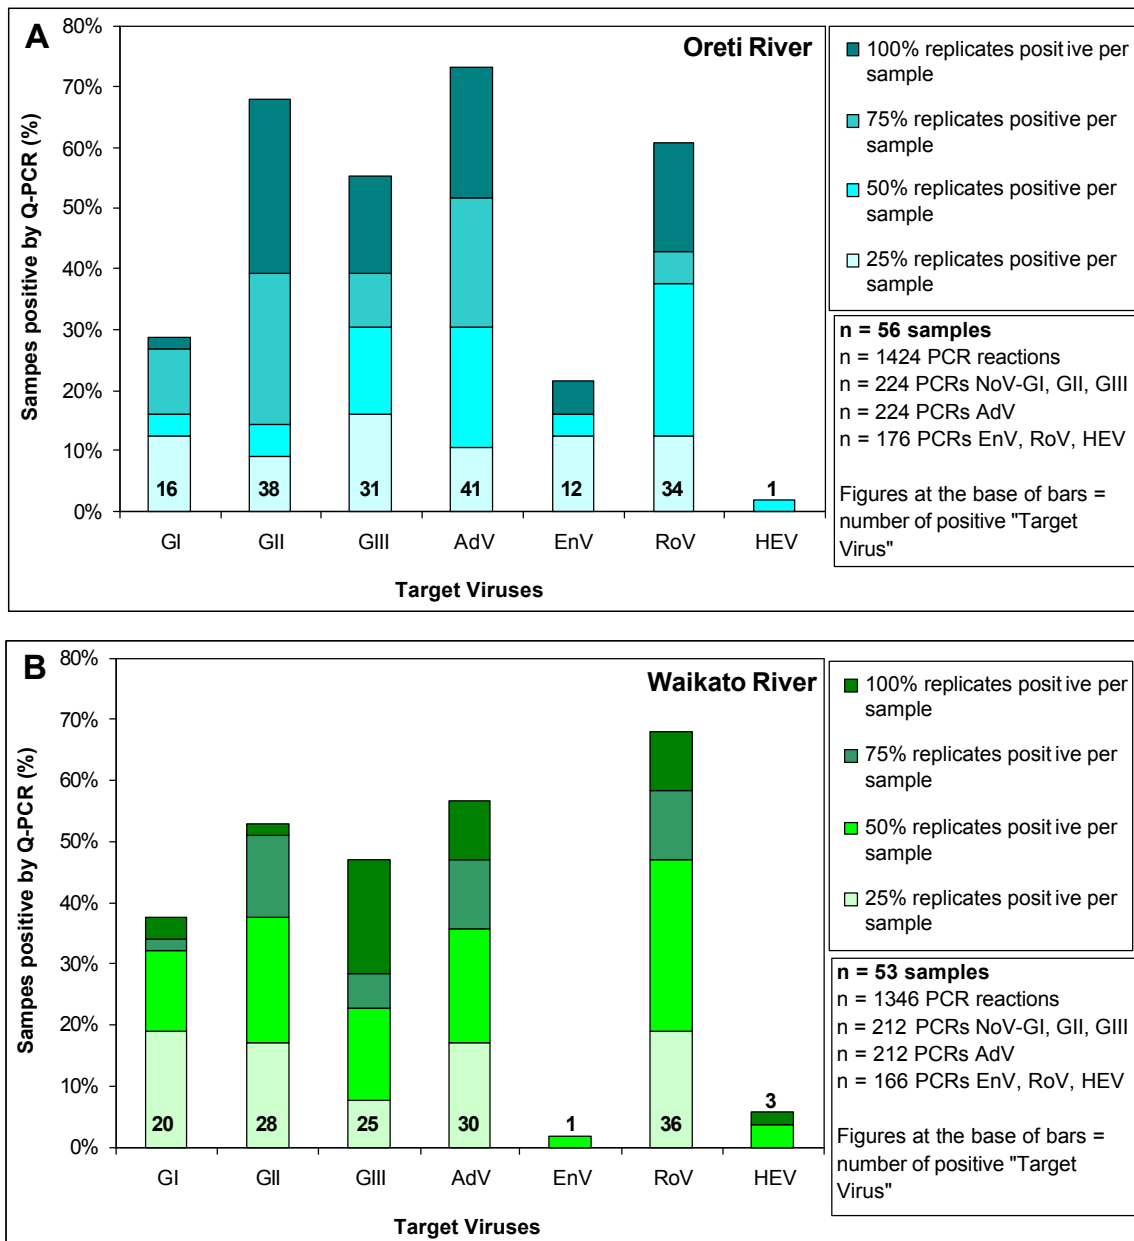 A
Oreti River
Sampes positive by Q-PCR (%)
80%
70%
60%
50%
40%
30%
20%
10%
0%
16
38
31
41
12
34
1
GI
GII
GIII
AdV
EnV
RoV
HEV
Target Viruses
100% replicates posit ive per
sample
75% replicates positive per
sample
50% replicates positive per
sample
25% replicates positive per
sample
n = 56 samples
n = 1424 PCR reactions
n = 224 PCRs NoV-GI, GII, GIII
n = 224 PCRs AdV
n = 176 PCRs EnV, RoV, HEV
Figures at the base of bars =
number of positive "Target
Virus"
B
Waikato River
Sampes positive by Q-PCR (%)
80%
70%
60%
50%
40%
30%
20%
10%
0%
20
28
25
30
1
36
3
GI
GII
GIII
AdV
EnV
RoV
HEV
Target Viruses
100% replicates posit ive per
sample
75% replicates positive per
sample
50% replicates positive per
sample
25% replicates positive per
sample
n = 53 samples
n = 1346 PCR reactions
n = 212 PCRs NoV-GI, GII, GIII
n = 212 PCRs AdV
n = 166 PCRs EnV, RoV, HEV
Figures at the base of bars =
number of positive "Target
Virus"